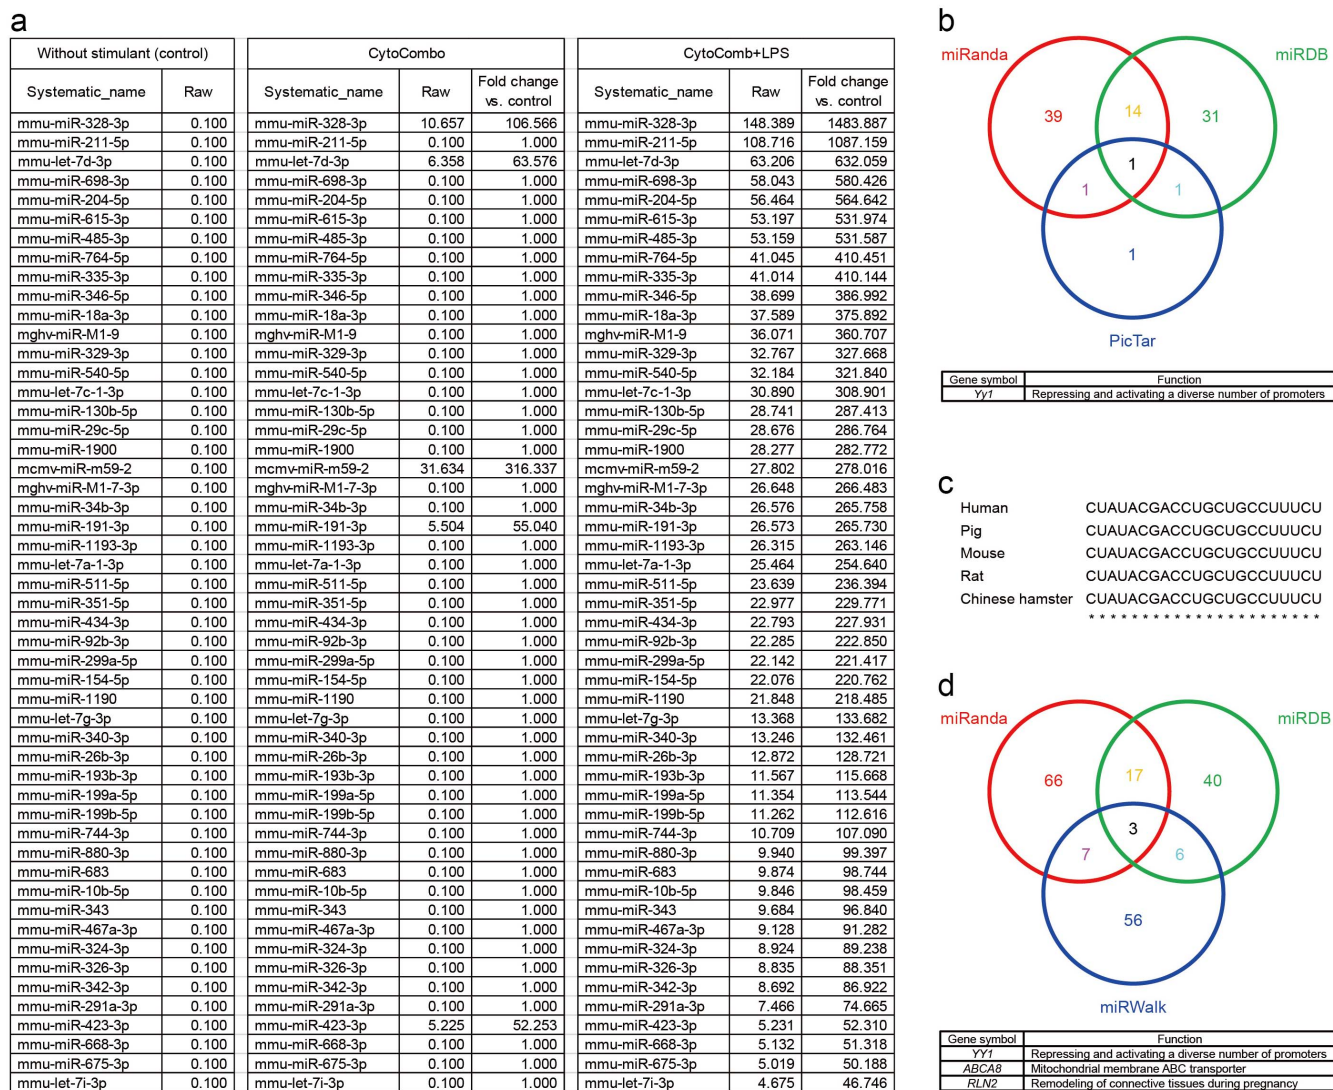 a
Without stimulant (control) CytoCombo CytoComb+LPS
Systematic_name Raw Systematic_name Raw Fold change vs. control Systematic_name Raw Fold change vs. control
mmu-miR-328-3p 0.100 mmu-miR-328-3p 10.657 106.566 mmu-miR-328-3p 148.389 1483.887
mmu-miR-211-5p 0.100 mmu-miR-211-5p 0.100 1.000 mmu-miR-211-5p 108.716 1087.159
mmu-let-7d-3p 0.100 mmu-let-7d-3p 6.358 63.576 mmu-let-7d-3p 63.206 632.059
mmu-miR-698-3p 0.100 mmu-miR-698-3p 0.100 1.000 mmu-miR-698-3p 58.043 580.426
mmu-miR-204-5p 0.100 mmu-miR-204-5p 0.100 1.000 mmu-miR-204-5p 56.464 564.642
mmu-miR-615-3p 0.100 mmu-miR-615-3p 0.100 1.000 mmu-miR-615-3p 53.197 531.974
mmu-miR-485-3p 0.100 mmu-miR-485-3p 0.100 1.000 mmu-miR-485-3p 53.159 531.587
mmu-miR-764-5p 0.100 mmu-miR-764-5p 0.100 1.000 mmu-miR-764-5p 41.045 410.451
mmu-miR-335-3p 0.100 mmu-miR-335-3p 0.100 1.000 mmu-miR-335-3p 41.014 410.144
mmu-miR-346-5p 0.100 mmu-miR-346-5p 0.100 1.000 mmu-miR-346-5p 38.699 386.992
mmu-miR-18a-3p 0.100 mmu-miR-18a-3p 0.100 1.000 mmu-miR-18a-3p 37.589 375.892
mghv-miR-M1-9 0.100 mghv-miR-M1-9 0.100 1.000 mghv-miR-M1-9 36.071 360.707
mmu-miR-329-3p 0.100 mmu-miR-329-3p 0.100 1.000 mmu-miR-329-3p 32.767 327.668
mmu-miR-540-5p 0.100 mmu-miR-540-5p 0.100 1.000 mmu-miR-540-5p 32.184 321.840
mmu-let-7c-1-3p 0.100 mmu-let-7c-1-3p 0.100 1.000 mmu-let-7c-1-3p 30.890 308.901
mmu-miR-130b-5p 0.100 mmu-miR-130b-5p 0.100 1.000 mmu-miR-130b-5p 28.741 287.413
mmu-miR-29c-5p 0.100 mmu-miR-29c-5p 0.100 1.000 mmu-miR-29c-5p 28.676 286.764
mmu-miR-1900 0.100 mmu-miR-1900 0.100 1.000 mmu-miR-1900 28.277 282.772
mcmv-miR-m59-2 0.100 mcmv-miR-m59-2 31.634 316.337 mcmv-miR-m59-2 27.802 278.016
mghv-miR-M1-7-3p 0.100 mghv-miR-M1-7-3p 0.100 1.000 mghv-miR-M1-7-3p 26.648 266.483
mmu-miR-34b-3p 0.100 mmu-miR-34b-3p 0.100 1.000 mmu-miR-34b-3p 26.576 265.758
mmu-miR-191-3p 0.100 mmu-miR-191-3p 5.504 55.040 mmu-miR-191-3p 26.573 265.730
mmu-miR-1193-3p 0.100 mmu-miR-1193-3p 0.100 1.000 mmu-miR-1193-3p 26.315 263.146
mmu-let-7a-1-3p 0.100 mmu-let-7a-1-3p 0.100 1.000 mmu-let-7a-1-3p 25.464 254.640
mmu-miR-511-5p 0.100 mmu-miR-511-5p 0.100 1.000 mmu-miR-511-5p 23.639 236.394
mmu-miR-351-5p 0.100 mmu-miR-351-5p 0.100 1.000 mmu-miR-351-5p 22.977 229.771
mmu-miR-434-3p 0.100 mmu-miR-434-3p 0.100 1.000 mmu-miR-434-3p 22.793 227.931
mmu-miR-92b-3p 0.100 mmu-miR-92b-3p 0.100 1.000 mmu-miR-92b-3p 22.285 222.850
mmu-miR-299a-5p 0.100 mmu-miR-299a-5p 0.100 1.000 mmu-miR-299a-5p 22.142 221.417
mmu-miR-154-5p 0.100 mmu-miR-154-5p 0.100 1.000 mmu-miR-154-5p 22.076 220.762
mmu-miR-1190 0.100 mmu-miR-1190 0.100 1.000 mmu-miR-1190 21.848 218.485
mmu-let-7g-3p 0.100 mmu-let-7g-3p 0.100 1.000 mmu-let-7g-3p 13.368 133.682
mmu-miR-340-3p 0.100 mmu-miR-340-3p 0.100 1.000 mmu-miR-340-3p 13.246 132.461
mmu-miR-26b-3p 0.100 mmu-miR-26b-3p 0.100 1.000 mmu-miR-26b-3p 12.872 128.721
mmu-miR-193b-3p 0.100 mmu-miR-193b-3p 0.100 1.000 mmu-miR-193b-3p 11.567 115.668
mmu-miR-199a-5p 0.100 mmu-miR-199a-5p 0.100 1.000 mmu-miR-199a-5p 11.354 113.544
mmu-miR-199b-5p 0.100 mmu-miR-199b-5p 0.100 1.000 mmu-miR-199b-5p 11.262 112.616
mmu-miR-744-3p 0.100 mmu-miR-744-3p 0.100 1.000 mmu-miR-744-3p 10.709 107.090
mmu-miR-880-3p 0.100 mmu-miR-880-3p 0.100 1.000 mmu-miR-880-3p 9.940 99.397
mmu-miR-683 0.100 mmu-miR-683 0.100 1.000 mmu-miR-683 9.874 98.744
mmu-miR-10b-5p 0.100 mmu-miR-10b-5p 0.100 1.000 mmu-miR-10b-5p 9.846 98.459
mmu-miR-343 0.100 mmu-miR-343 0.100 1.000 mmu-miR-343 9.684 96.840
mmu-miR-467a-3p 0.100 mmu-miR-467a-3p 0.100 1.000 mmu-miR-467a-3p 9.128 91.282
mmu-miR-324-3p 0.100 mmu-miR-324-3p 0.100 1.000 mmu-miR-324-3p 8.924 89.238
mmu-miR-326-3p 0.100 mmu-miR-326-3p 0.100 1.000 mmu-miR-326-3p 8.835 88.351
mmu-miR-342-3p 0.100 mmu-miR-342-3p 0.100 1.000 mmu-miR-342-3p 8.692 86.922
mmu-miR-291a-3p 0.100 mmu-miR-291a-3p 0.100 1.000 mmu-miR-291a-3p 7.466 74.665
mmu-miR-423-3p 0.100 mmu-miR-423-3p 5.225 52.253 mmu-miR-423-3p 5.231 52.310
mmu-miR-668-3p 0.100 mmu-miR-668-3p 0.100 1.000 mmu-miR-668-3p 5.132 51.318
mmu-miR-675-3p 0.100 mmu-miR-675-3p 0.100 1.000 mmu-miR-675-3p 5.019 50.188
mmu-let-7i-3p 0.100 mmu-let-7i-3p 0.100 1.000 mmu-let-7i-3p 4.675 46.746
b
miRanda miRDB
39 14 31
1
1 1
1
PicTar
Gene symbol Function
Yy1 Repressing and activating a diverse number of promoters
c
Human CUAUACGACCUGCUGCCUUUCU
Pig CUAUACGACCUGCUGCCUUUCU
Mouse CUAUACGACCUGCUGCCUUUCU
Rat CUAUACGACCUGCUGCCUUUCU
Chinese hamster CUAUACGACCUGCUGCCUUUCU
* * * * * * * * * * * * * * * * * * * * * *
d
miRanda miRDB
66 17 40
3
7 6
56
miRWalk
Gene symbol Function
YY1 Repressing and activating a diverse number of promoters
ABCA8 Mitochondrial membrane ABC transporter
RLN2 Remodeling of connective tissues during pregnancy